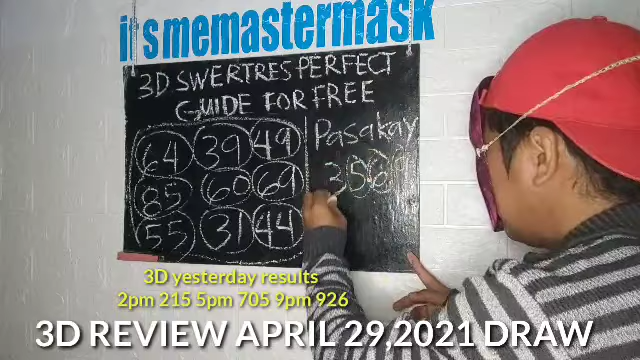 itsmemastermask
3D SWERTRES PERFECT
GUIDE FOR FREE
64 39 49
85 60 69
55 31 44
Pasakay
3
3D yesterday results
2pm 215 5pm 705 9pm 926
3D REVIEW APRIL 29,2021 DRAW